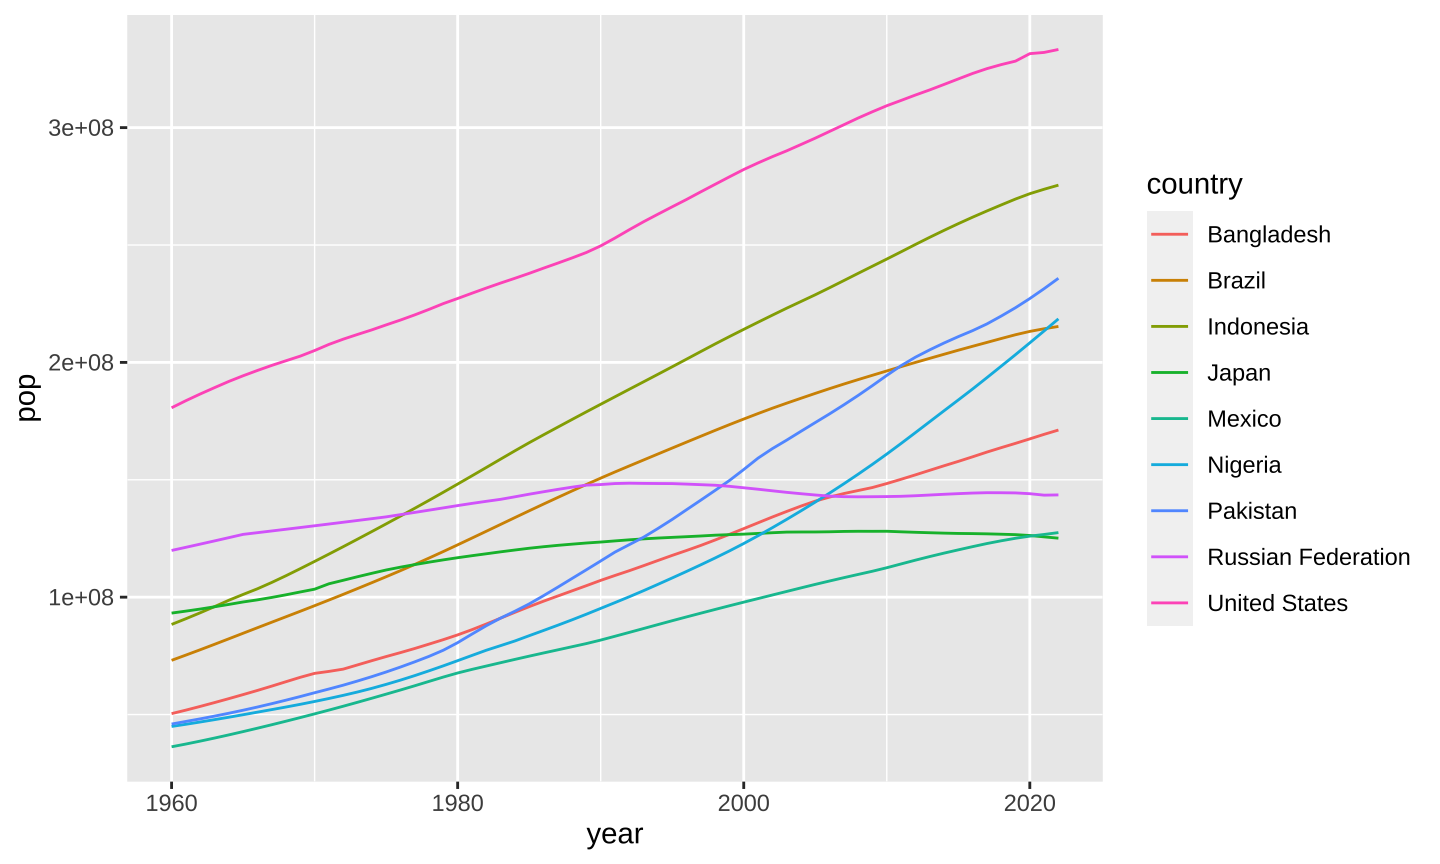 3e+08
2e+08
1e+08
pop
1960
1980
2000
2020
year
country
Bangladesh
Brazil
Indonesia
Japan
Mexico
Nigeria
Pakistan
Russian Federation
United States